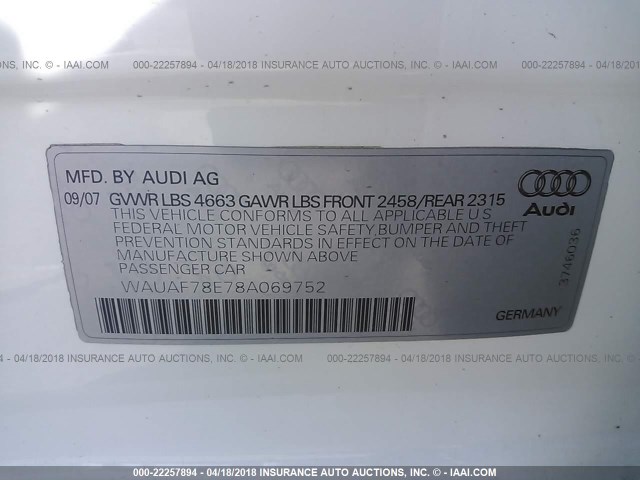 - IAAI.COM 000-22257894 - 04/18/2018 INSURANCE AUTO AUCTIONS, INC. - IAAI.COM 000-22257894 - 04/18/2018 INSURANCE AUTO AUCTIONS, INC.
MFD. BY AUDI AG
09/07 GVWR LBS 4663 GAWR LBS FRONT 2458/REAR 2315
THIS VEHICLE CONFORMS TO ALL APPLICABLE U S
FEDERAL MOTOR VEHICLE SAFETY, BUMPER AND THEFT
PREVENTION STANDARDS IN EFFECT ON THE DATE OF
MANUFACTURE SHOWN ABOVE
PASSENGER CAR
WAUAF78E78A069752
Audi
3746036
GERMANY
04/18/2018 INSURANCE AUTO AUCTIONS, INC. - IAAI.COM 000-22257894 - 04/18/2018 INSURANCE AUTO AUCTIONS, INC. - IAAI.COM
000-22257894 - 04/18/2018 INSURANCE AUTO AUCTIONS, INC. - IAAI.COM